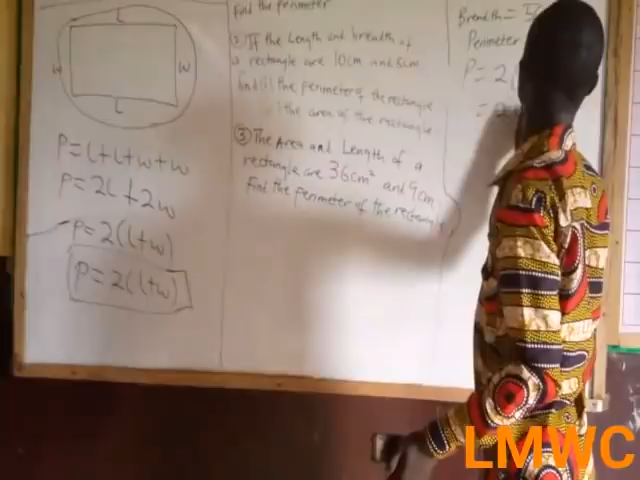 L
W
W
L
P=L+L+W+W
P=2L+2W
P=2(L+W)
P=2(L+W)
find the perimeter
② If the Length and breadth of
a rectangle are 10cm and
find (i) the perimeter of the rectangle
the area of the rectangle
③ The Area and Length of a
rectangle are 36cm² and 9cm
Find the perimeter of the rectangle
Breadth =
Perimeter
P=2(
=
LMWC